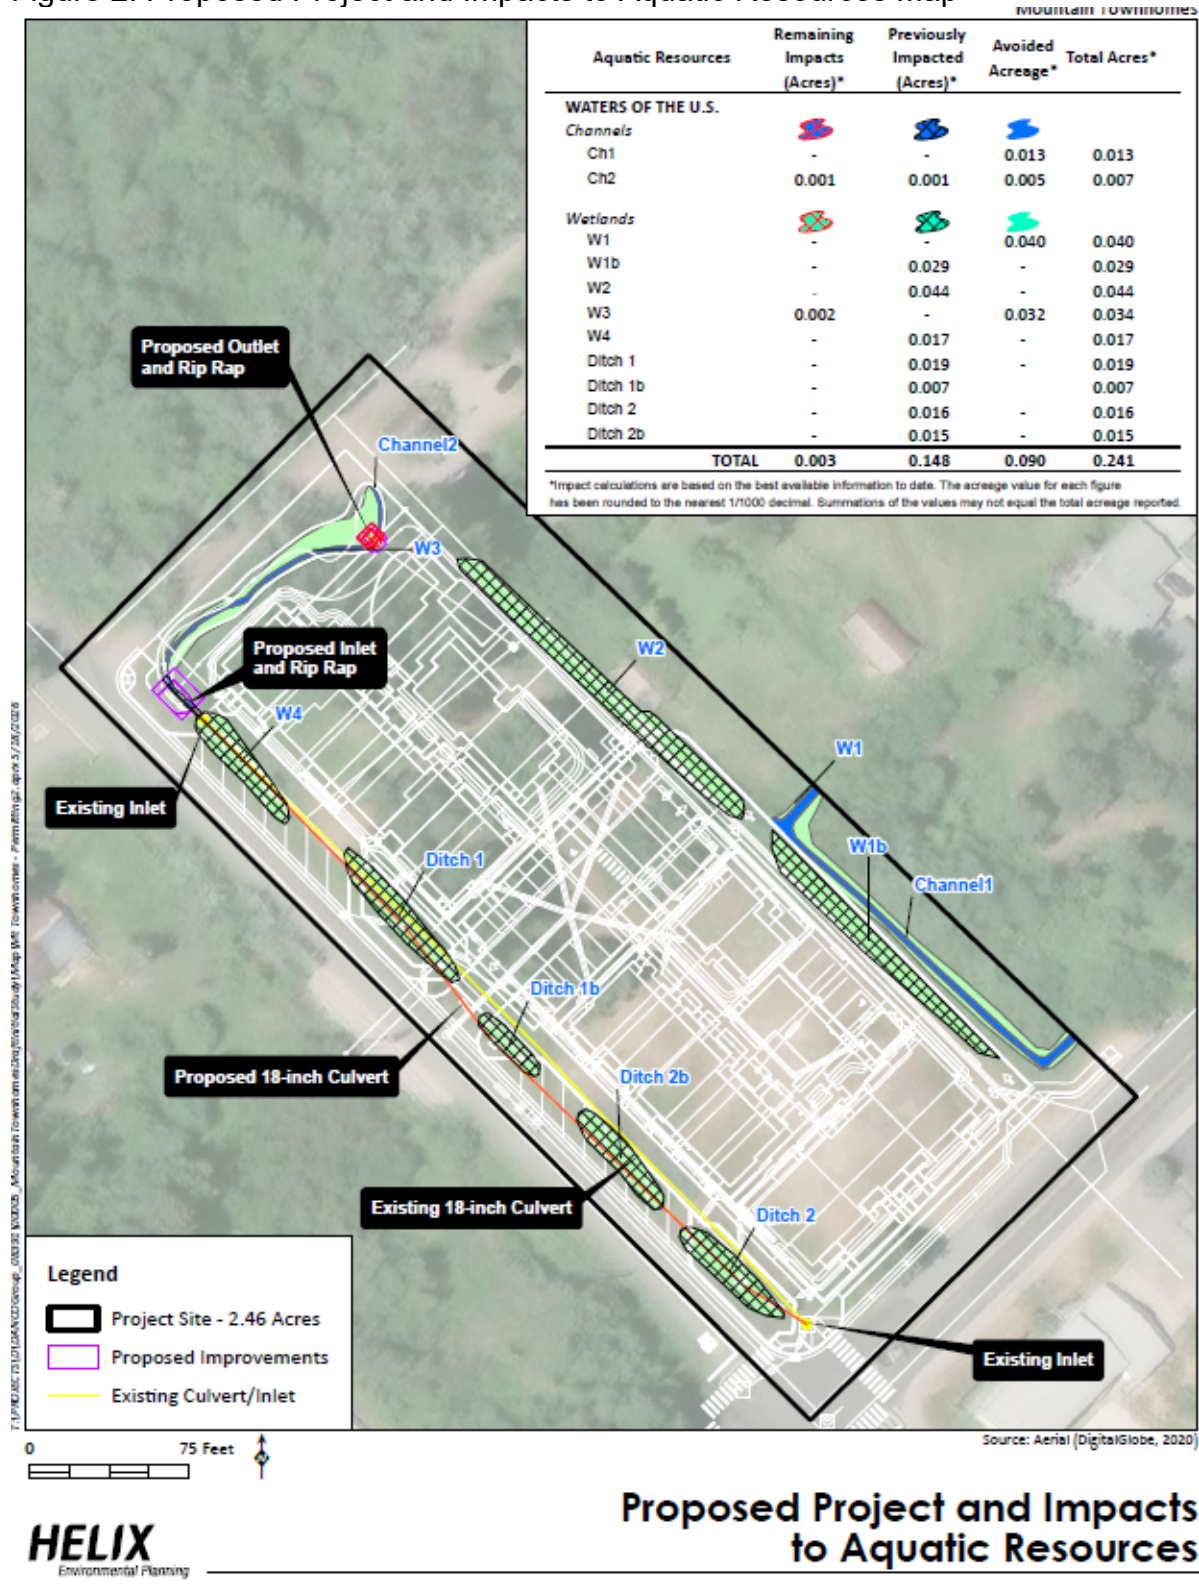 Figure 2. Proposed Project and Impacts to Aquatic Resources Map
Mountain Townhomes
Aquatic Resources Remaining Impacts (Acres)* Previously Impacted (Acres)* Avoided Acreage* Total Acres*
WATERS OF THE U.S.
Channels
Ch1 - - 0.013 0.013
Ch2 0.001 0.001 0.005 0.007
Wetlands
W1 - - 0.040 0.040
W1b - 0.029 - 0.029
W2 - 0.044 - 0.044
W3 0.002 - 0.032 0.034
W4 - 0.017 - 0.017
Ditch 1 - 0.019 - 0.019
Ditch 1b - 0.007 0.007
Ditch 2 - 0.016 - 0.016
Ditch 2b - 0.015 - 0.015
TOTAL 0.003 0.148 0.090 0.241
*Impact calculations are based on the best available information to date. The acreage value for each figure
has been rounded to the nearest 1/1000 decimal. Summations of the values may not equal the total acreage reported.
Proposed Outlet
and Rip Rap
Channel2
W3
Proposed Inlet
and Rip Rap
W2
W4
W1
Existing Inlet
W1b
Ditch 1
Channel1
Ditch 1b
Proposed 18-inch Culvert
Ditch 2b
Existing 18-inch Culvert
Ditch 2
Existing Inlet
Legend
Project Site - 2.46 Acres
Proposed Improvements
Existing Culvert/Inlet
0 75 Feet
N
Source: Aerial (DigitalGlobe, 2020)
Proposed Project and Impacts
to Aquatic Resources
HELIX
Environmental Planning